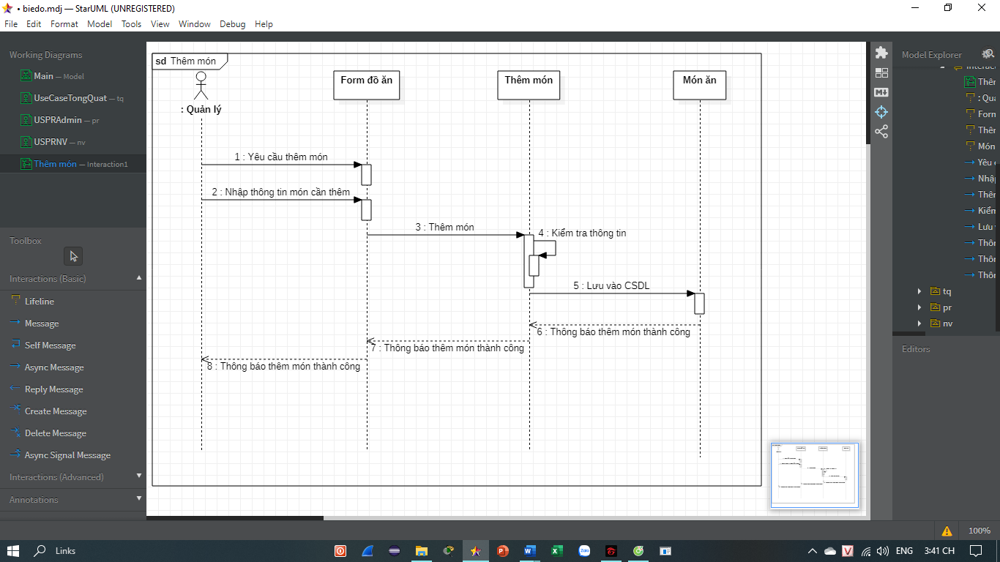 • biedo.mdj — StarUML (UNREGISTERED)
File Edit Format Model Tools View Window Debug Help
Working Diagrams
Main — Model
UseCaseTongQuat — tq
USPRAdmin — pr
USPRNV — nv
Thêm món — Interaction1
Toolbox
Interactions (Basic)
Lifeline
Message
Self Message
Async Message
Reply Message
Create Message
Delete Message
Async Signal Message
Interactions (Advanced)
Annotations
sd Thêm món
: Quản lý
Form đồ ăn
Thêm món
Món ăn
1 : Yêu cầu thêm món
2 : Nhập thông tin món cần thêm
3 : Thêm món
4 : Kiểm tra thông tin
5 : Lưu vào CSDL
6 : Thông báo thêm món thành công
7 : Thông báo thêm món thành công
8 : Thông báo thêm món thành công
Model Explorer
Interac
Thên
: Qua
Form
Thên
Món
Yêu c
Nhập
Thên
Kiểm
Lưu v
Thôn
Thôn
Thôn
tq
pr
nv
Editors
100%
Links
ENG 3:41 CH